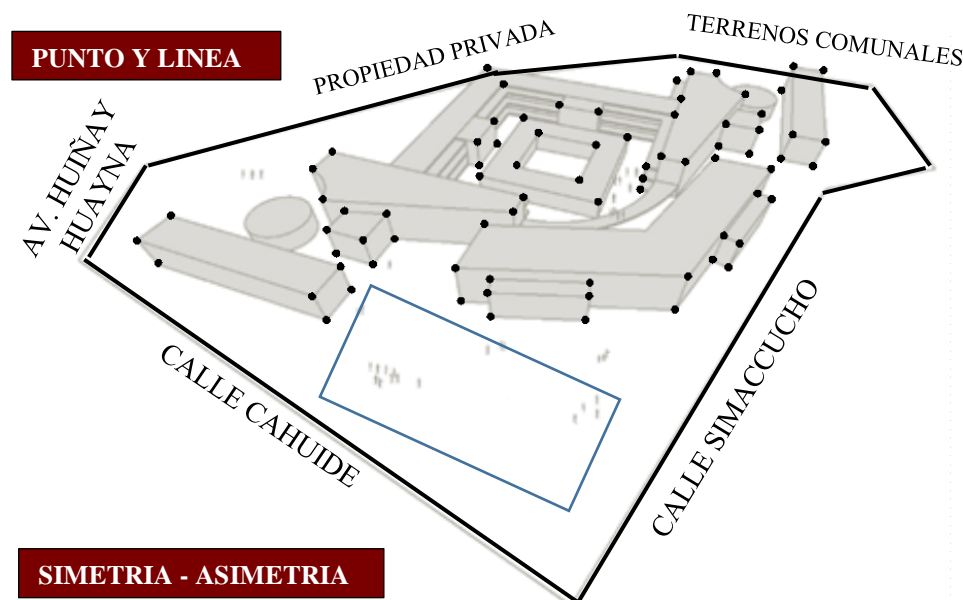 PUNTO Y LINEA
PROPIEDAD PRIVADA
TERRENOS COMUNALES
AV. HUIÑAY
HUAYNA
CALLE CAHUIDE
CALLE SIMACCUCHO
SIMETRIA - ASIMETRIA